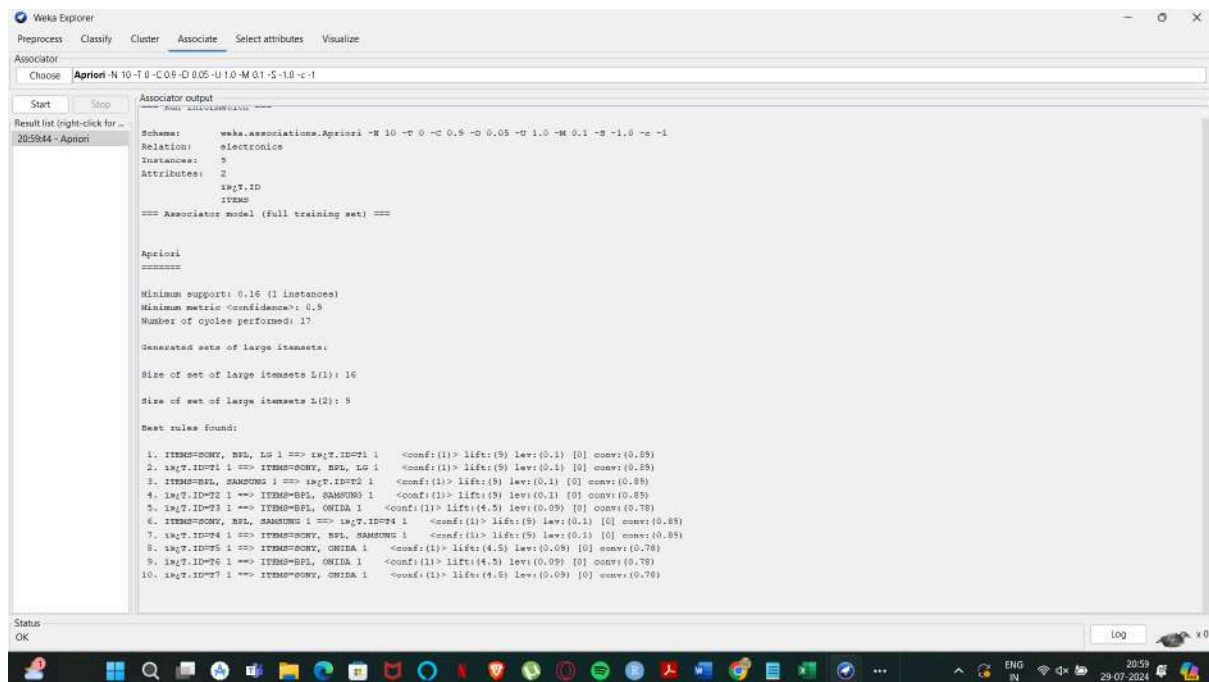 Weka Explorer
Preprocess Classify Cluster Associate Select attributes Visualize
Associator
Choose Apriori -N 10 -T 0 -C 0.9 -D 0.05 -U 1.0 -M 0.1 -S -1.0 -c -1
Start Stop
Result list (right-click for ...
20:59:44 - Apriori
Associator output
=== Run information ===
Scheme: weka.associations.Apriori -N 10 -T 0 -C 0.9 -D 0.05 -U 1.0 -M 0.1 -S -1.0 -c -1
Relation: electronics
Instances: 9
Attributes: 2
ï»¿T.ID
ITEMS
=== Associator model (full training set) ===
Apriori
=======
Minimum support: 0.16 (1 instances)
Minimum metric <confidence>: 0.9
Number of cycles performed: 17
Generated sets of large itemsets:
Size of set of large itemsets L(1): 16
Size of set of large itemsets L(2): 9
Best rules found:
1. ITEMS=SONY, BPL, LG 1 ==> ï»¿T.ID=T1 1 <conf:(1)> lift:(9) lev:(0.1) [0] conv:(0.89)
2. ï»¿T.ID=T1 1 ==> ITEMS=SONY, BPL, LG 1 <conf:(1)> lift:(9) lev:(0.1) [0] conv:(0.89)
3. ITEMS=BPL, SAMSUNG 1 ==> ï»¿T.ID=T2 1 <conf:(1)> lift:(9) lev:(0.1) [0] conv:(0.89)
4. ï»¿T.ID=T2 1 ==> ITEMS=BPL, SAMSUNG 1 <conf:(1)> lift:(9) lev:(0.1) [0] conv:(0.89)
5. ï»¿T.ID=T3 1 ==> ITEMS=BPL, ONIDA 1 <conf:(1)> lift:(4.5) lev:(0.09) [0] conv:(0.78)
6. ITEMS=SONY, BPL, SAMSUNG 1 ==> ï»¿T.ID=T4 1 <conf:(1)> lift:(9) lev:(0.1) [0] conv:(0.89)
7. ï»¿T.ID=T4 1 ==> ITEMS=SONY, BPL, SAMSUNG 1 <conf:(1)> lift:(9) lev:(0.1) [0] conv:(0.89)
8. ï»¿T.ID=T5 1 ==> ITEMS=SONY, ONIDA 1 <conf:(1)> lift:(4.5) lev:(0.09) [0] conv:(0.78)
9. ï»¿T.ID=T6 1 ==> ITEMS=BPL, ONIDA 1 <conf:(1)> lift:(4.5) lev:(0.09) [0] conv:(0.78)
10. ï»¿T.ID=T7 1 ==> ITEMS=SONY, ONIDA 1 <conf:(1)> lift:(4.5) lev:(0.09) [0] conv:(0.78)
Status
OK
Log x 0
ENG
IN
20:59
29-07-2024